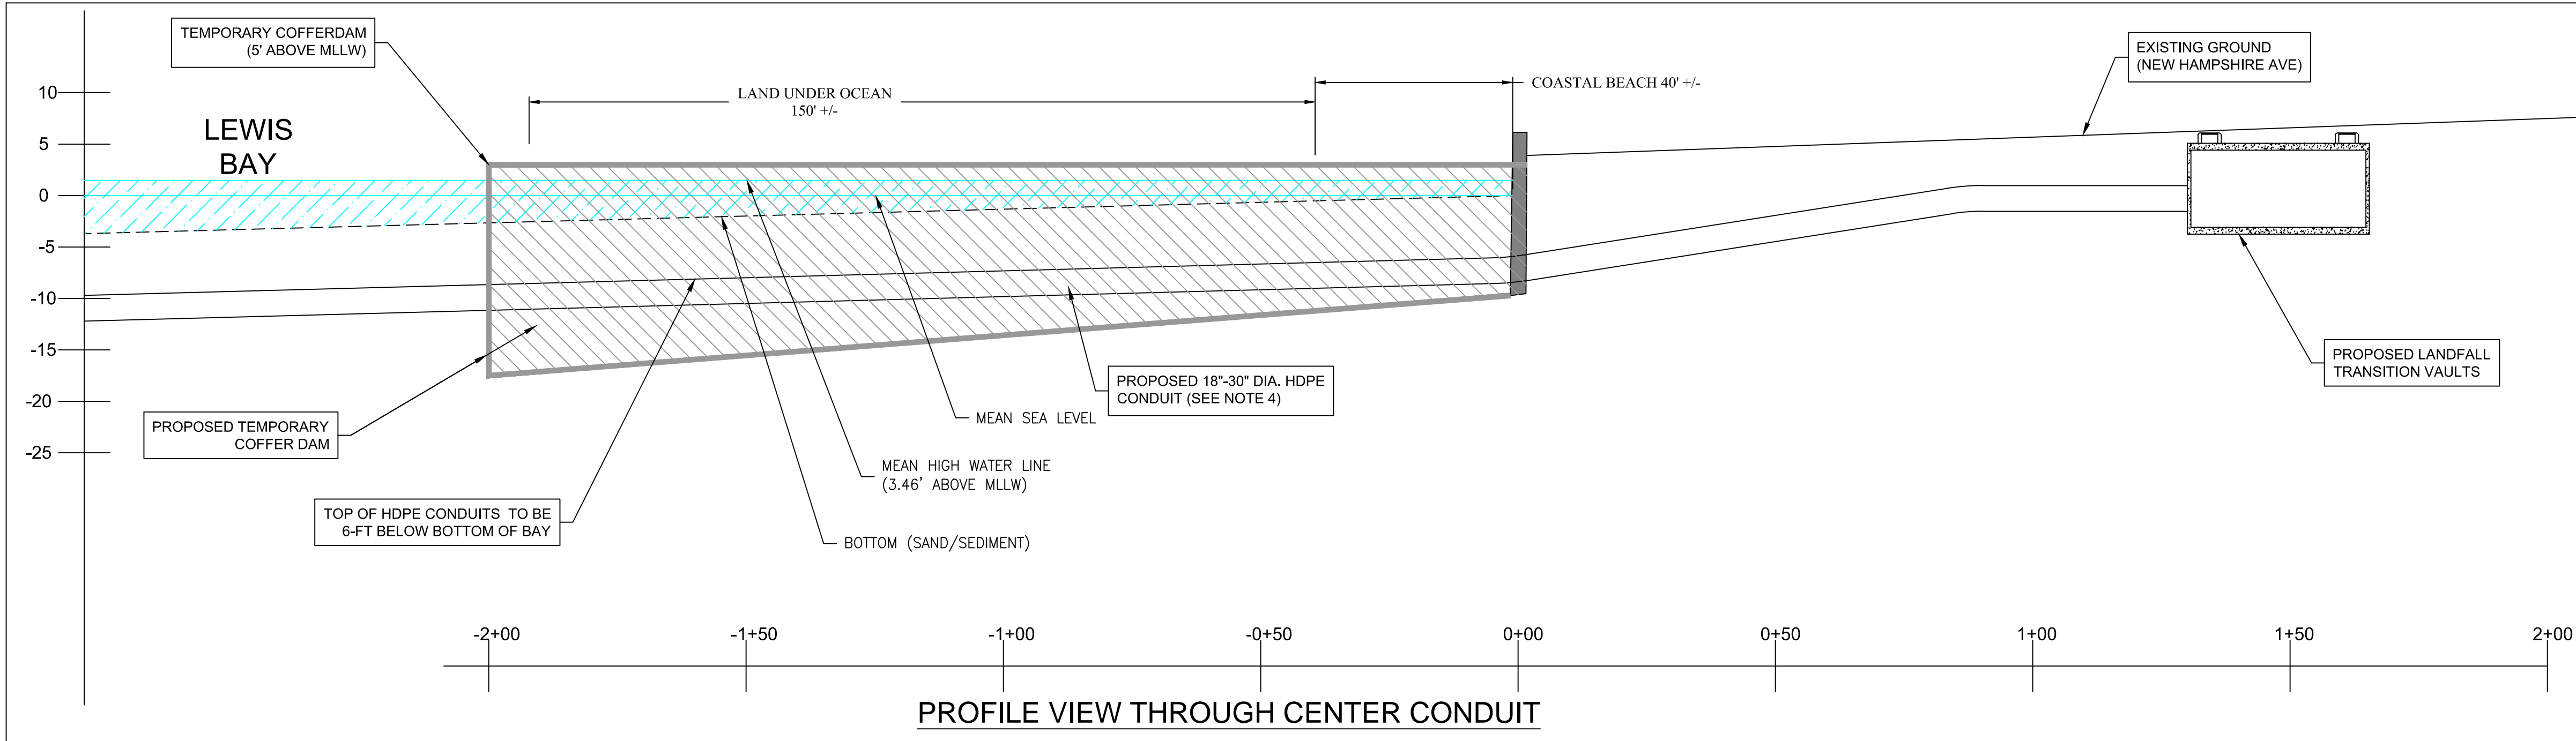 TEMPORARY COFFERDAM
(5' ABOVE MLLW)
EXISTING GROUND
(NEW HAMPSHIRE AVE)
LAND UNDER OCEAN
150' +/-
COASTAL BEACH 40' +/-
LEWIS
BAY
10
5
0
-5
-10
-15
-20
-25
PROPOSED LANDFALL
TRANSITION VAULTS
PROPOSED 18"-30" DIA. HDPE
CONDUIT (SEE NOTE 4)
MEAN SEA LEVEL
PROPOSED TEMPORARY
COFFER DAM
MEAN HIGH WATER LINE
(3.46' ABOVE MLLW)
TOP OF HDPE CONDUITS TO BE
6-FT BELOW BOTTOM OF BAY
BOTTOM (SAND/SEDIMENT)
-2+00 -1+50 -1+00 -0+50 0+00 0+50 1+00 1+50 2+00
PROFILE VIEW THROUGH CENTER CONDUIT